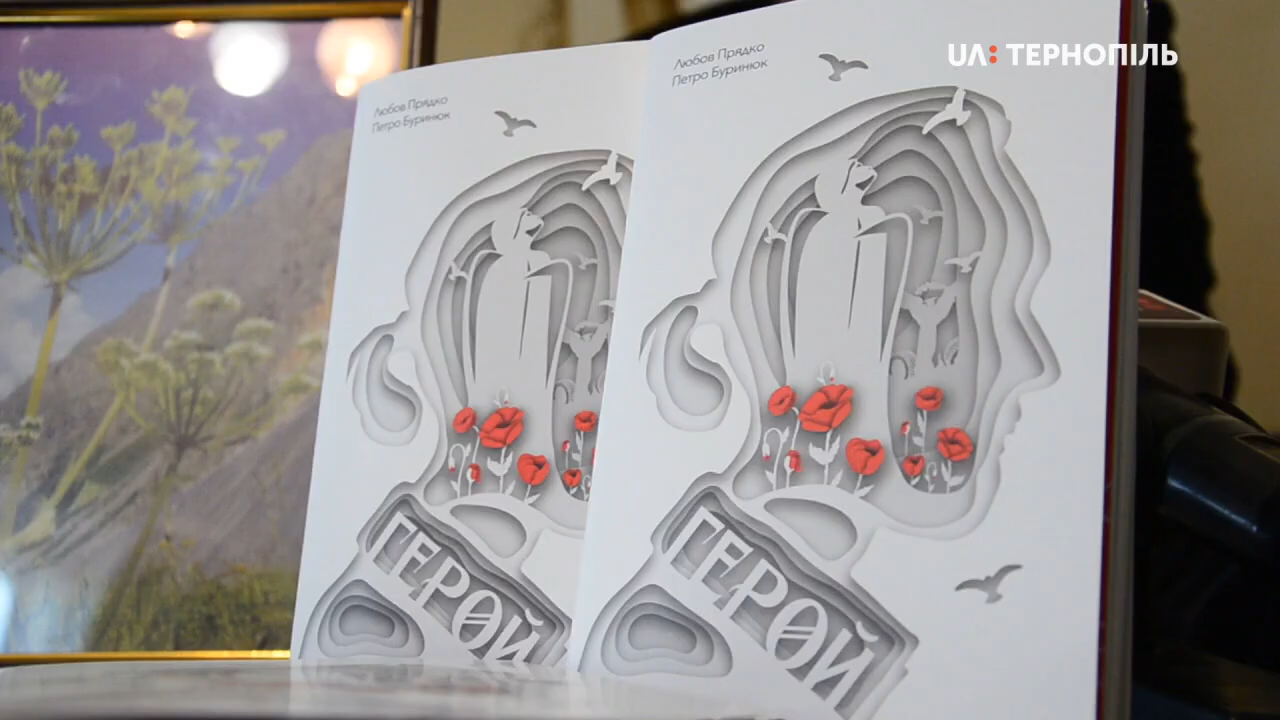 UA: ТЕРНОПІЛЬ
Любов Прядко
Петро Буринюк
ГЕРОЙ
Любов Прядко
Петро Буринюк
ГЕРОЙ